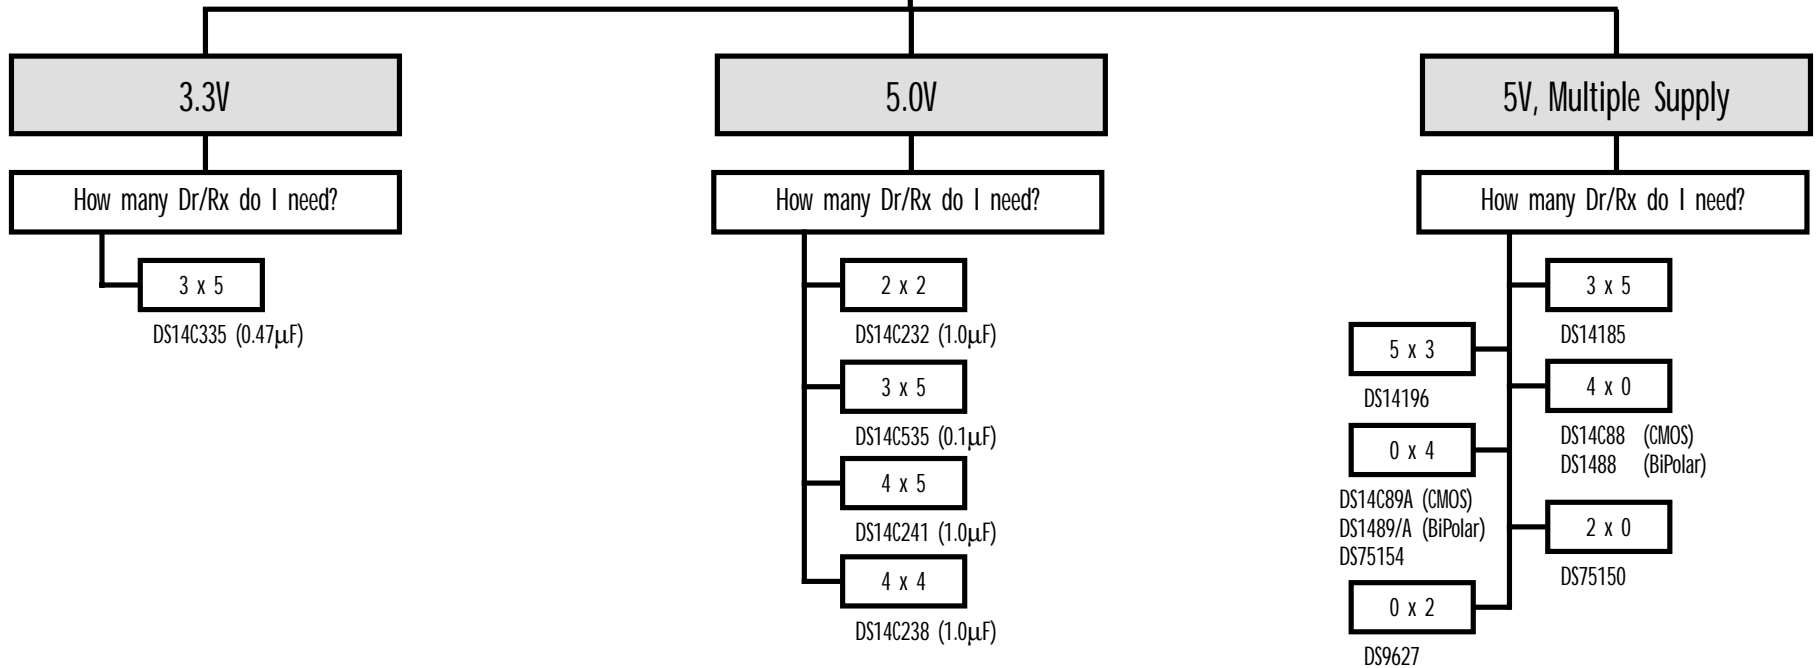 3.3V
How many Dr/Rx do I need?
3 x 5
DS14C335 (0.47µF)
5.0V
How many Dr/Rx do I need?
2 x 2
DS14C232 (1.0µF)
3 x 5
DS14C535 (0.1µF)
4 x 5
DS14C241 (1.0µF)
4 x 4
DS14C238 (1.0µF)
5V, Multiple Supply
How many Dr/Rx do I need?
3 x 5
DS14185
5 x 3
DS14196
4 x 0
DS14C88 (CMOS)
DS1488 (BiPolar)
0 x 4
DS14C89A (CMOS)
DS1489/A (BiPolar)
DS75154
2 x 0
DS75150
0 x 2
DS9627